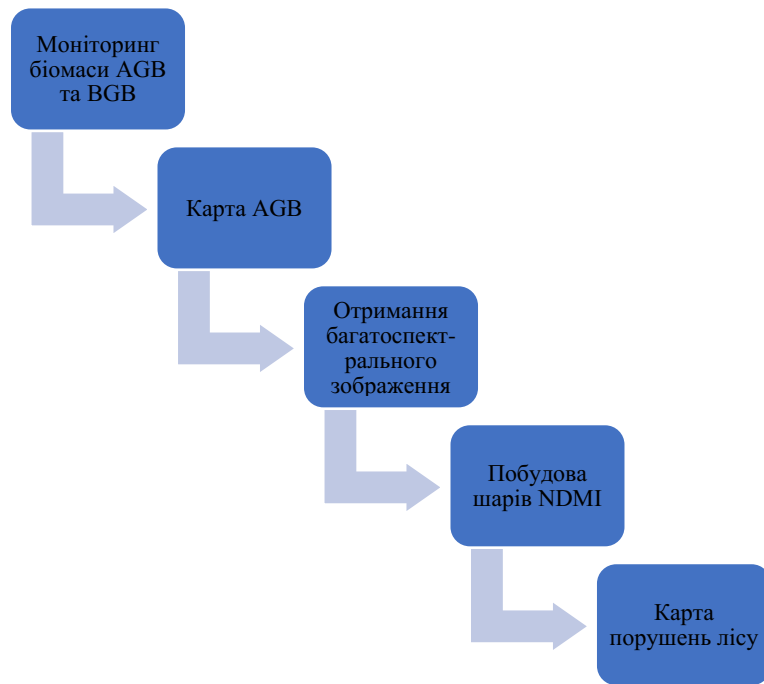 Моніторинг
біомаси AGB
та BGB
Карта AGB
Отримання
багатоспект-
рального
зображення
Побудова
шарів NDMI
Карта
порушень лісу